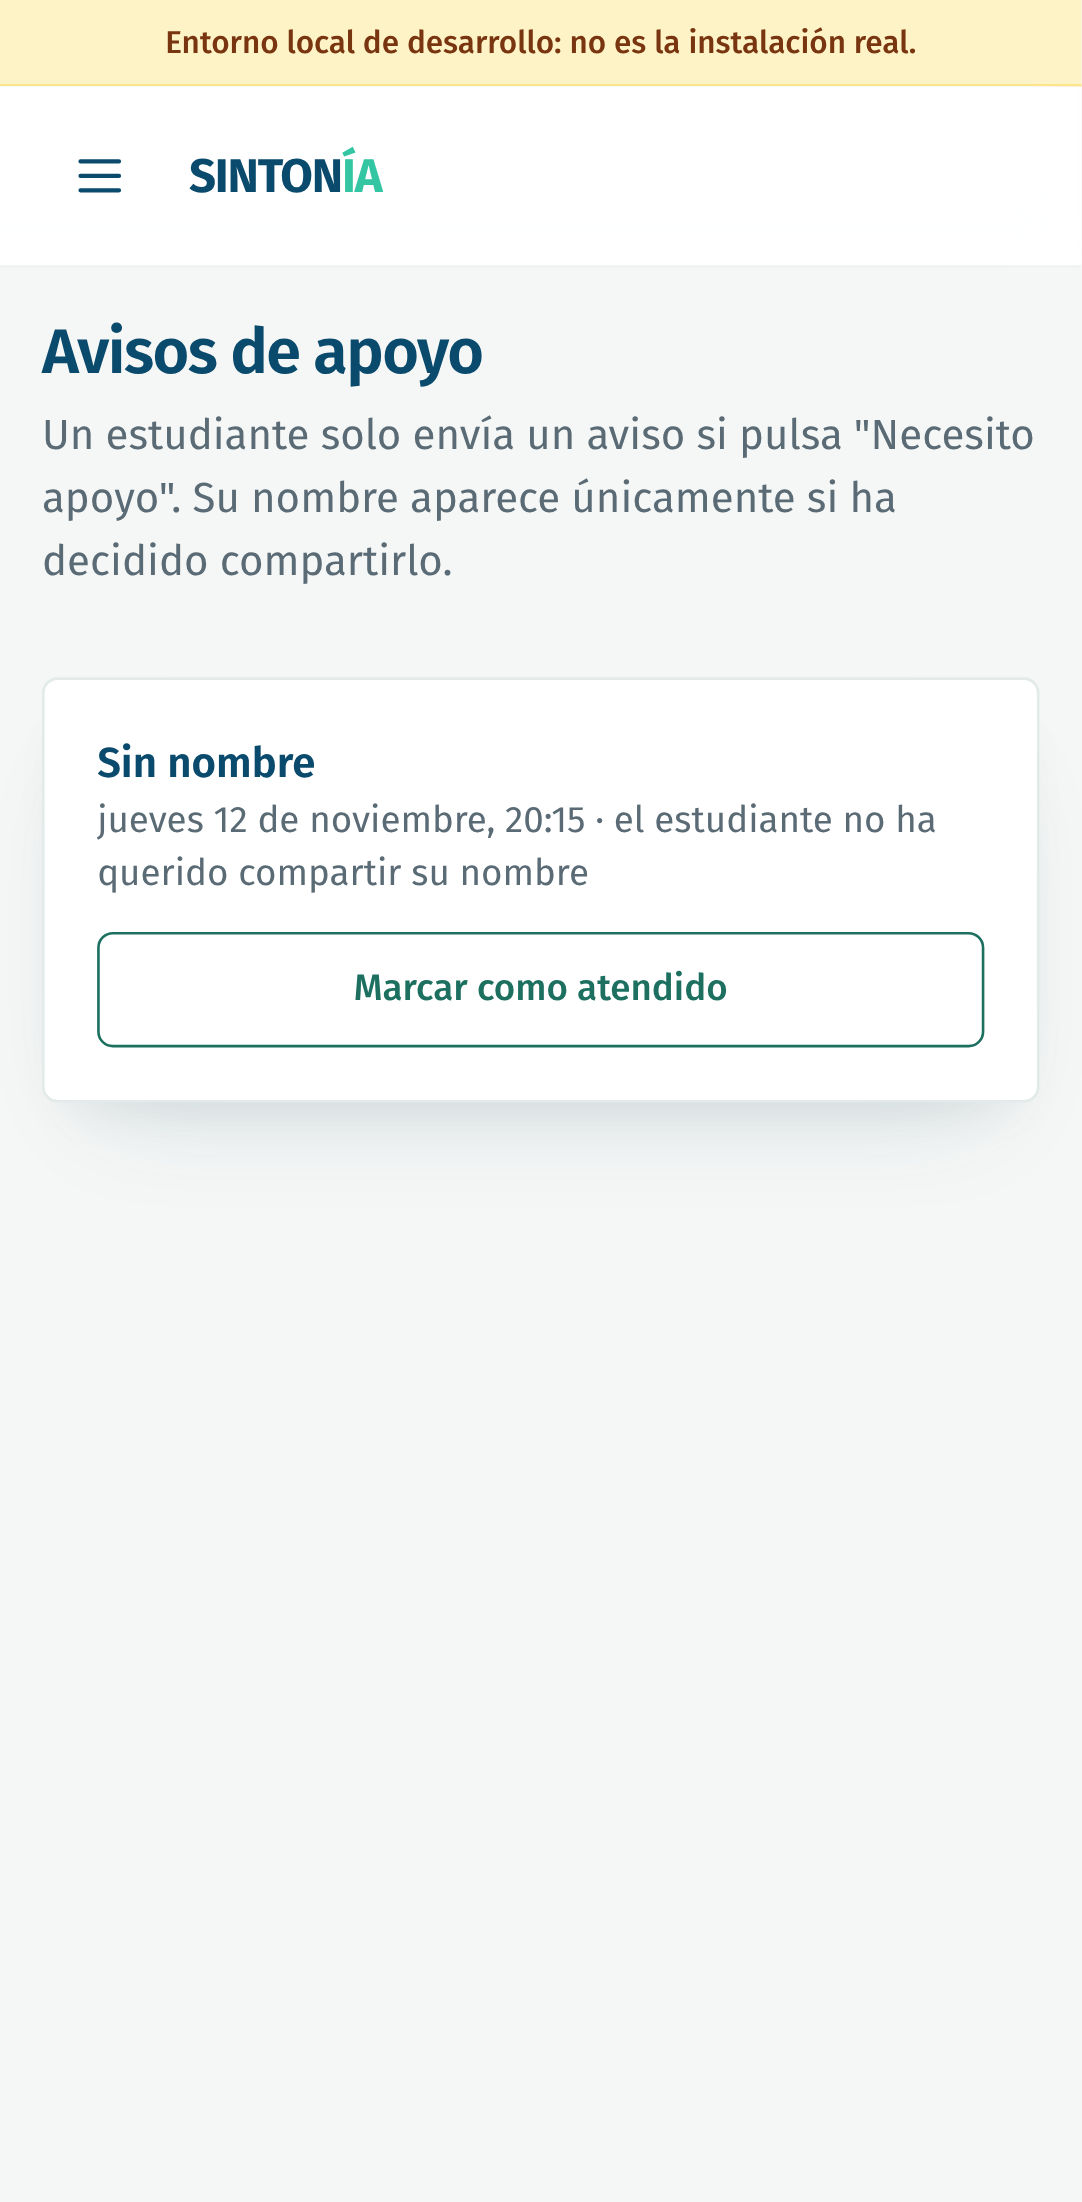 Entorno local de desarrollo: no es la instalación real.
SINTONÍA
Avisos de apoyo
Un estudiante solo envía un aviso si pulsa "Necesito
apoyo". Su nombre aparece únicamente si ha
decidido compartirlo.
Sin nombre
jueves 12 de noviembre, 20:15 · el estudiante no ha
querido compartir su nombre
Marcar como atendido